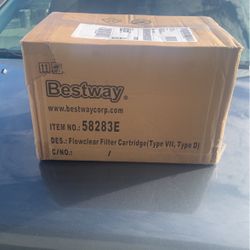 Bestway®
www.bestwaycorp.com
ITEM NO.: 58283E
DES.: Flowclear Filter Cartridge(Type VII, Type D)
C/NO.: /